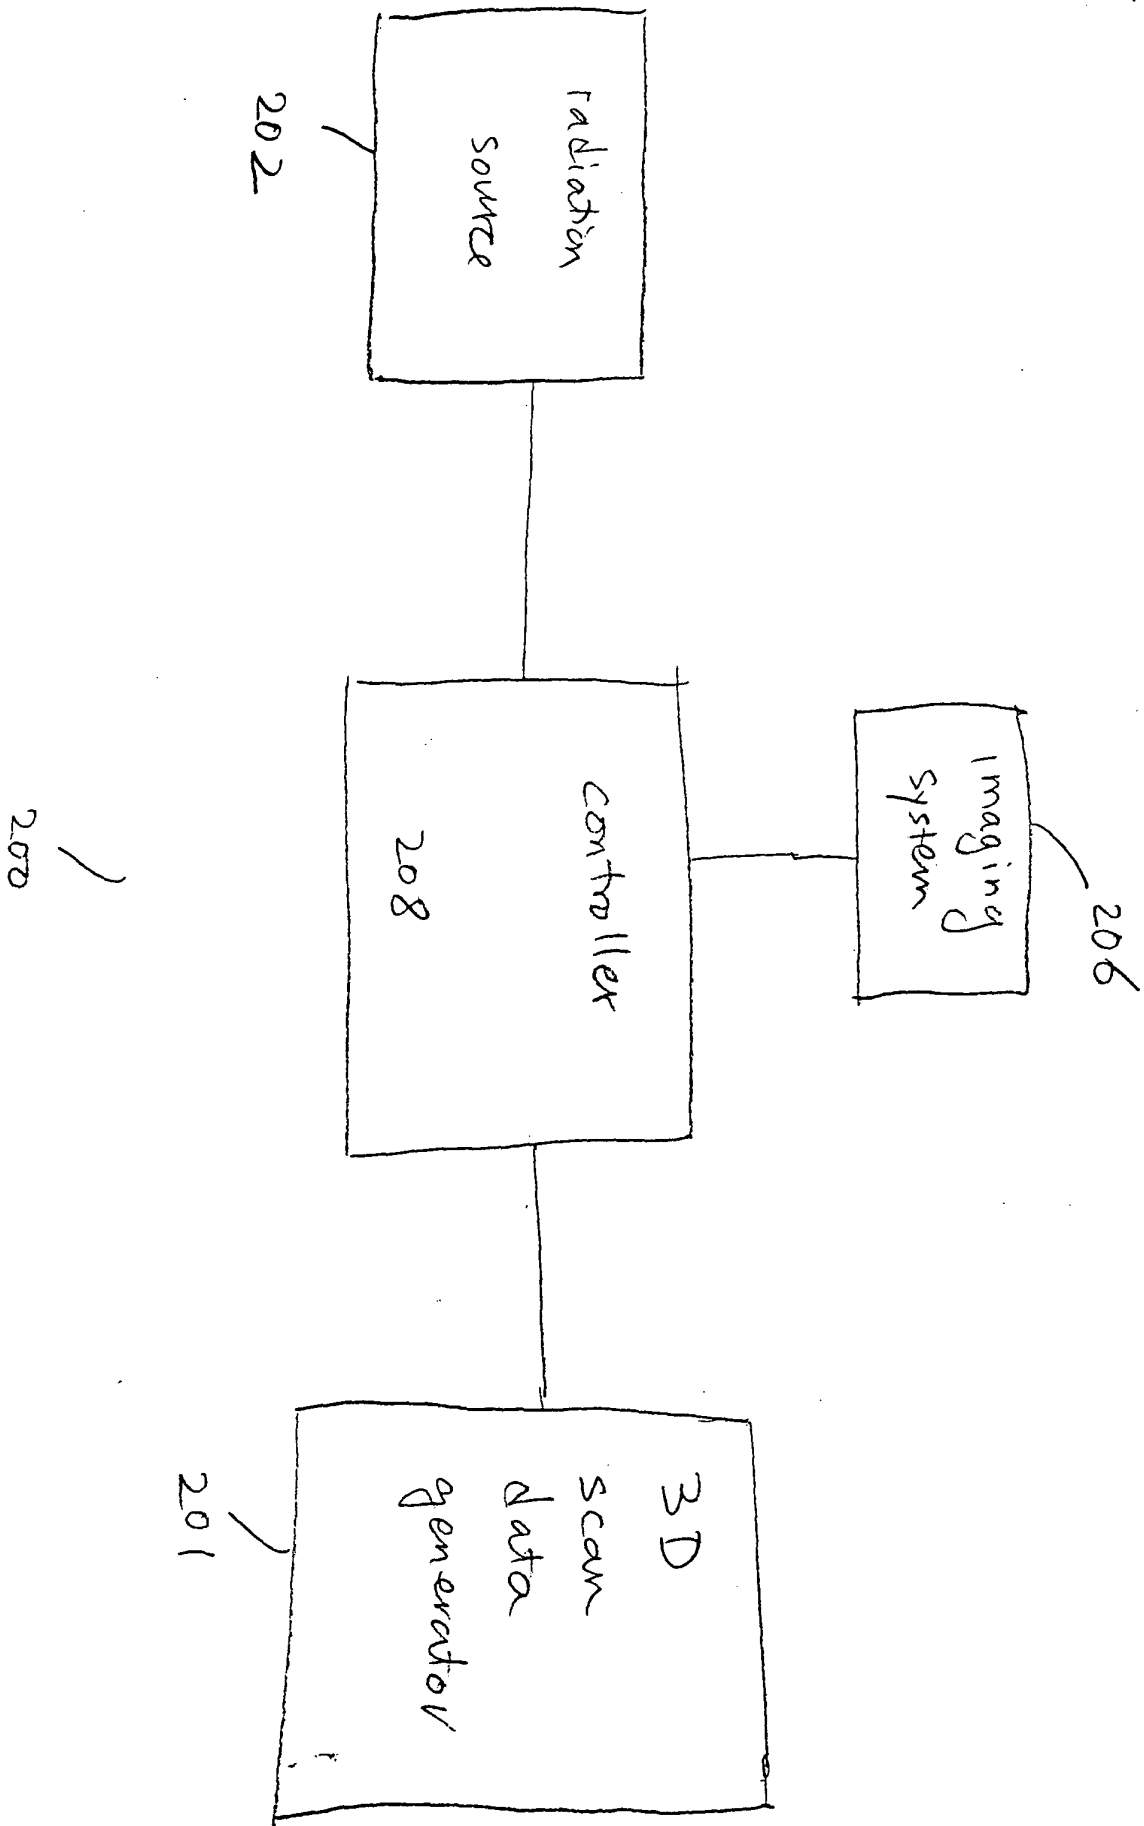 206
Imaging
system
radiation
source
202
controller
208
3D
scan
data
generator
201
200